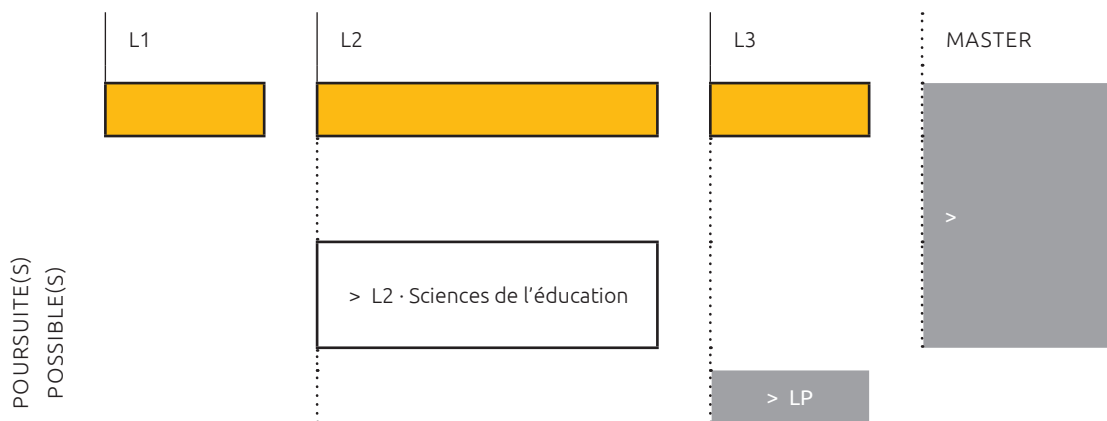 L1
L2
L3
MASTER
>
> L2 · Sciences de l’éducation
POURSUITE(S)
POSSIBLE(S)
> LP